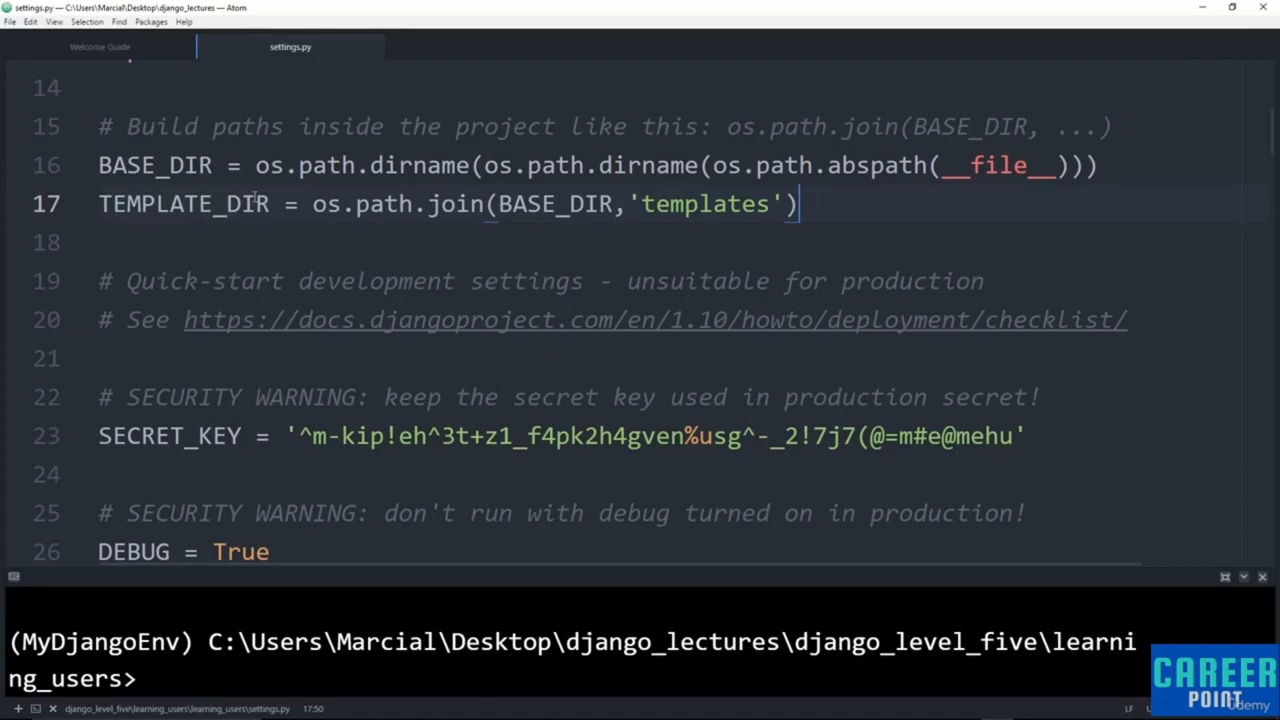 settings.py — C:\Users\Marcial\Desktop\django_lectures — Atom
File Edit View Selection Find Packages Help
Welcome Guide settings.py
14
15 # Build paths inside the project like this: os.path.join(BASE_DIR, ...)
16 BASE_DIR = os.path.dirname(os.path.dirname(os.path.abspath(__file__)))
17 TEMPLATE_DIR = os.path.join(BASE_DIR,'templates')
18
19 # Quick-start development settings - unsuitable for production
20 # See https://docs.djangoproject.com/en/1.10/howto/deployment/checklist/
21
22 # SECURITY WARNING: keep the secret key used in production secret!
23 SECRET_KEY = '^m-kip!eh^3t+z1_f4pk2h4gven%usg^-_2!7j7(@=m#e@mehu'
24
25 # SECURITY WARNING: don't run with debug turned on in production!
26 DEBUG = True
(MyDjangoEnv) C:\Users\Marcial\Desktop\django_lectures\django_level_five\learni
ng_users>
CAREER
POINT
Udemy
django_level_five\learning_users\learning_users\settings.py 17:50 LF